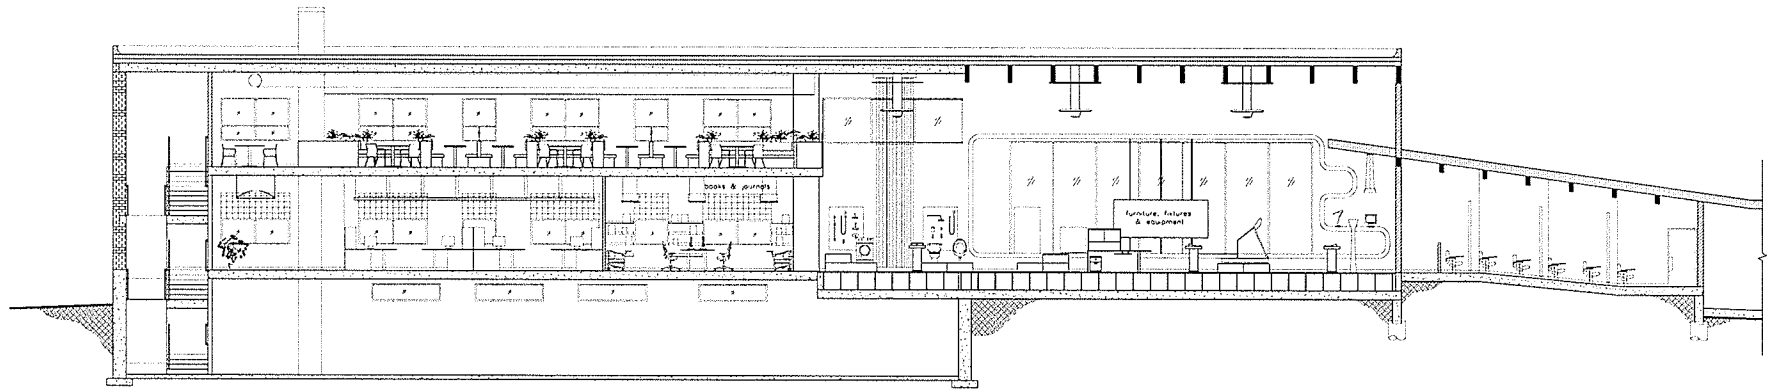 books & journals
furniture, fixtures
& equipment